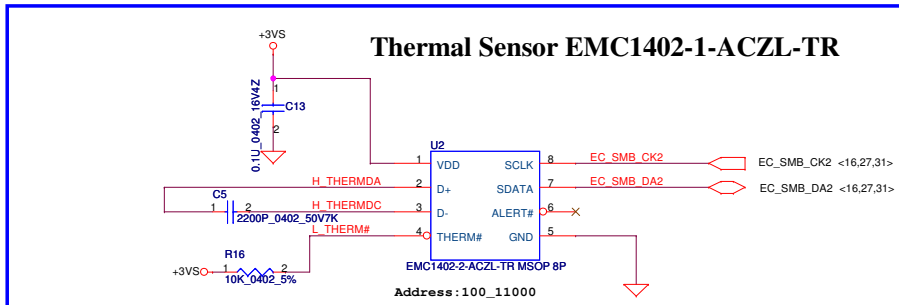 +3VS
Thermal Sensor EMC1402-1-ACZL-TR
0.1U_0402_16V4Z
1
C13
2
U2
1 VDD SCLK 8 EC_SMB_CK2 EC_SMB_CK2 <16,27,31>
H_THERMDA 2 D+ SDATA 7 EC_SMB_DA2 EC_SMB_DA2 <16,27,31>
C5
1 2 H_THERMDC 3 D- ALERT# 6
2200P_0402_50V7K
L_THERM# 4 THERM# GND 5
R16
+3VS 1 2
10K_0402_5%
EMC1402-2-ACZL-TR MSOP 8P
Address:100_11000